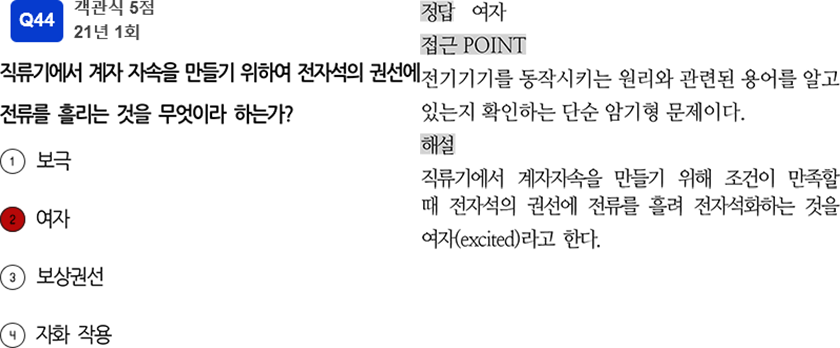 Q44
객관식 5점
21년 1회
직류기에서 계자 자속을 만들기 위하여 전자석의 권선에
전류를 흘리는 것을 무엇이라 하는가?
1 보극
2 여자
3 보상권선
4 자화 작용
정답 여자
접근 POINT
전기기기를 동작시키는 원리와 관련된 용어를 알고
있는지 확인하는 단순 암기형 문제이다.
해설
직류기에서 계자자속을 만들기 위해 조건이 만족할
때 전자석의 권선에 전류를 흘려 전자석화하는 것을
여자(excited)라고 한다.